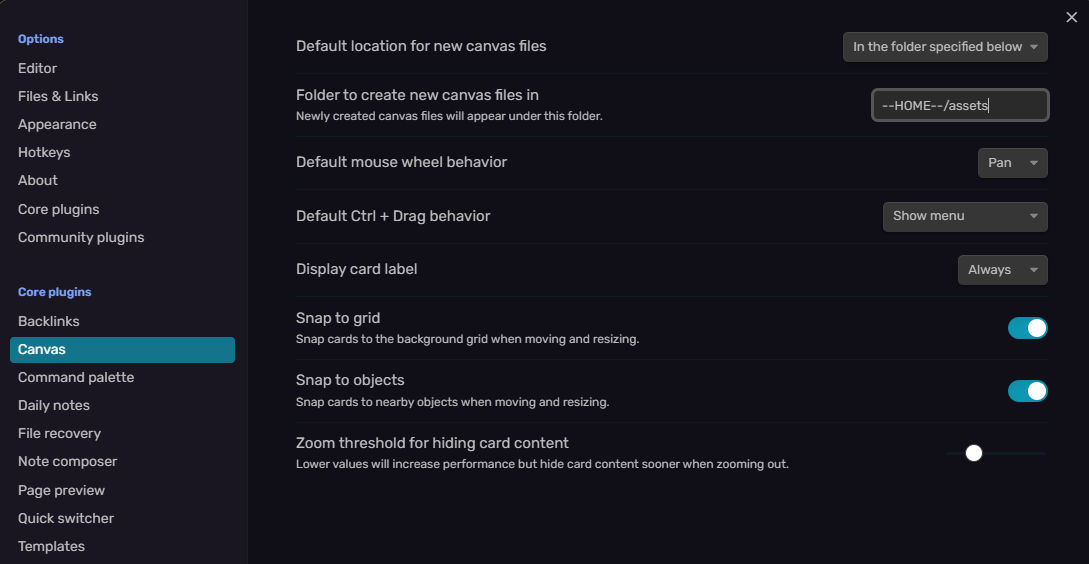 Options
Editor
Files & Links
Appearance
Hotkeys
About
Core plugins
Community plugins
Core plugins
Backlinks
Canvas
Command palette
Daily notes
File recovery
Note composer
Page preview
Quick switcher
Templates
Default location for new canvas files
In the folder specified below
Folder to create new canvas files in
Newly created canvas files will appear under this folder.
--HOME--/assets
Default mouse wheel behavior
Pan
Default Ctrl + Drag behavior
Show menu
Display card label
Always
Snap to grid
Snap cards to the background grid when moving and resizing.
Snap to objects
Snap cards to nearby objects when moving and resizing.
Zoom threshold for hiding card content
Lower values will increase performance but hide card content sooner when zooming out.